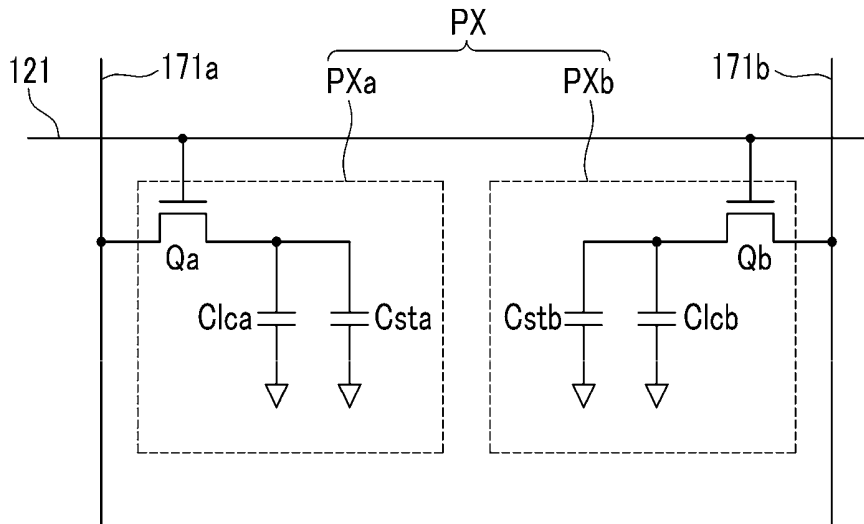 PX
121
171a
PXa
PXb
171b
Qa
Qb
Clca
Csta
Cstb
Clcb